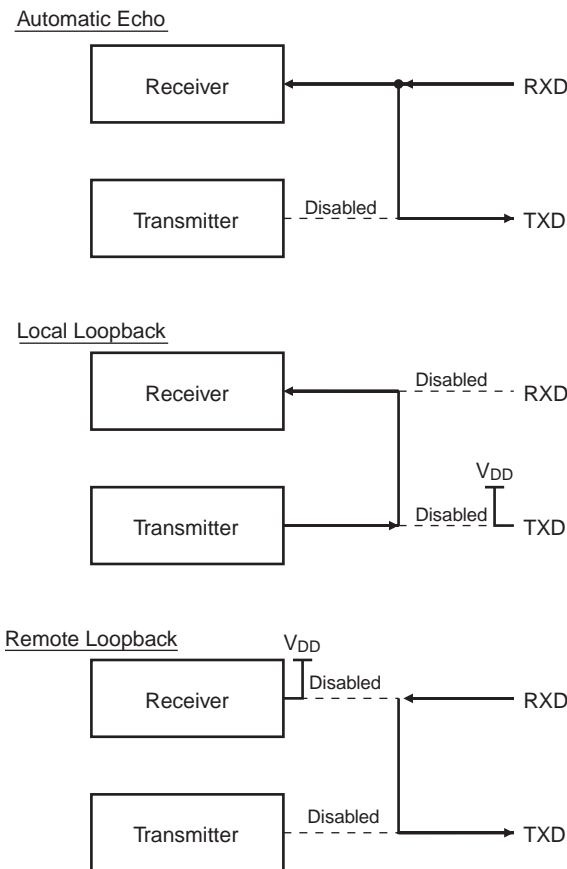 Automatic Echo
Receiver
RXD
Transmitter
Disabled
TXD
Local Loopback
Receiver
Disabled
RXD
VDD
Transmitter
Disabled
TXD
Remote Loopback
VDD
Receiver
Disabled
RXD
Transmitter
Disabled
TXD